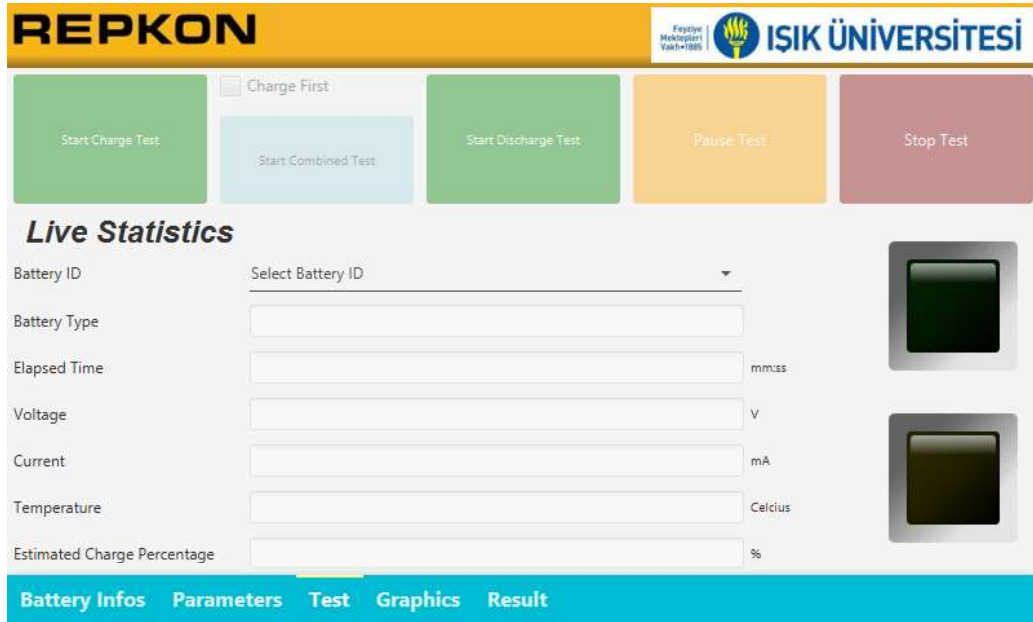 REPKON
Feyziye
Mektepleri
Vakfı•1885
IŞIK ÜNİVERSİTESİ
Start Charge Test
Charge First
Start Combined Test
Start Discharge Test
Pause Test
Stop Test
Live Statistics
Battery ID
Select Battery ID
Battery Type
Elapsed Time
mm:ss
Voltage
V
Current
mA
Temperature
Celcius
Estimated Charge Percentage
%
Battery Infos Parameters Test Graphics Result